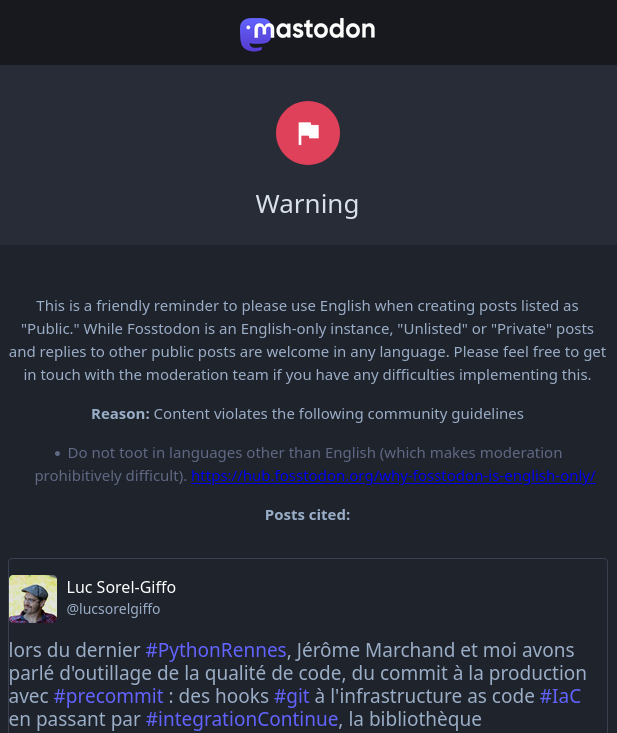 mastodon
Warning
This is a friendly reminder to please use English when creating posts listed as
"Public." While Fosstodon is an English-only instance, "Unlisted" or "Private" posts
and replies to other public posts are welcome in any language. Please feel free to get
in touch with the moderation team if you have any difficulties implementing this.
Reason: Content violates the following community guidelines
• Do not toot in languages other than English (which makes moderation
prohibitively difficult). https://hub.fosstodon.org/why-fosstodon-is-english-only/
Posts cited:
Luc Sorel-Giffo
@lucsorelgiffo
lors du dernier #PythonRennes, Jérôme Marchand et moi avons
parlé d'outillage de la qualité de code, du commit à la production
avec #precommit : des hooks #git à l'infrastructure as code #IaC
en passant par #integrationContinue, la bibliothèque